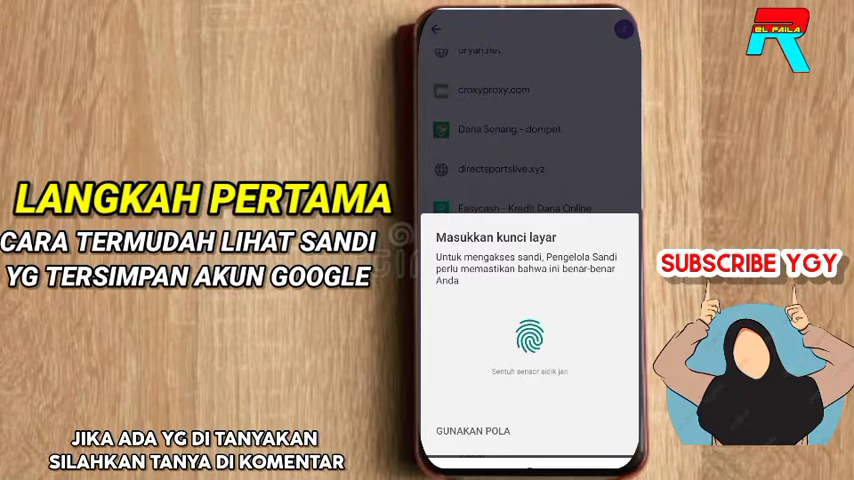 EL FAILA
R
bryan.net
croxyproxy.com
Dana Senang - dompet
directsportslive.xyz
Easycash - Kredit Dana Online
LANGKAH PERTAMA
CARA TERMUDAH LIHAT SANDI
YG TERSIMPAN AKUN GOOGLE
Masukkan kunci layar
Untuk mengakses sandi, Pengelola Sandi
perlu memastikan bahwa ini benar-benar
Anda
Sentuh sensor sidik jari
GUNAKAN POLA
SUBSCRIBE YGY
JIKA ADA YG DI TANYAKAN
SILAHKAN TANYA DI KOMENTAR